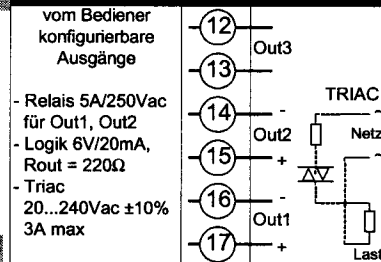 vom Bediener
konfigurierbare
Ausgänge
- Relais 5A/250Vac
für Out1, Out2
- Logik 6V/20mA,
Rout = 220Ω
- Triac
20...240Vac ±10%
3A max
12
Out3
13
14 -
Out2
15 +
16 -
Out1
17 +
TRIAC
~
Netz
~
Last